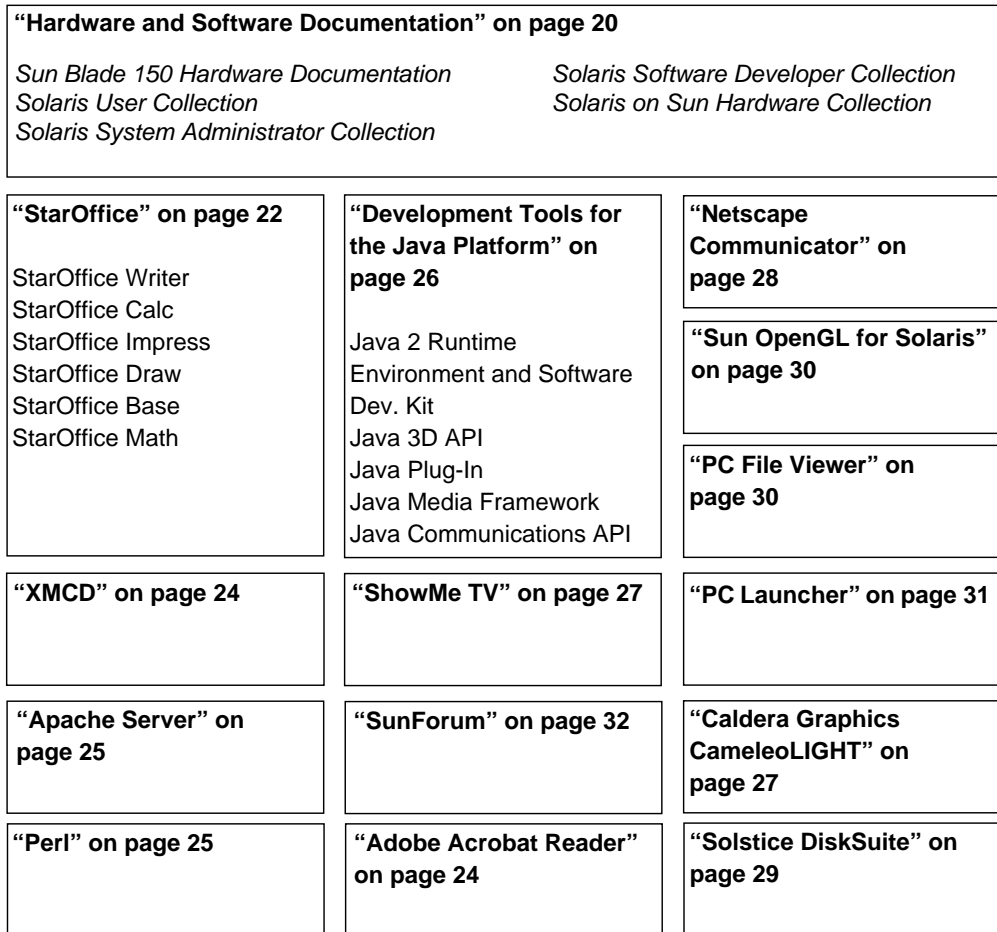 “Hardware and Software Documentation” on page 20
Sun Blade 150 Hardware Documentation
Solaris User Collection
Solaris System Administrator Collection
Solaris Software Developer Collection
Solaris on Sun Hardware Collection
“StarOffice” on page 22
StarOffice Writer
StarOffice Calc
StarOffice Impress
StarOffice Draw
StarOffice Base
StarOffice Math
“Development Tools for
the Java Platform” on
page 26
Java 2 Runtime
Environment and Software
Dev. Kit
Java 3D API
Java Plug-In
Java Media Framework
Java Communications API
“Netscape
Communicator” on
page 28
“Sun OpenGL for Solaris”
on page 30
“PC File Viewer” on
page 30
“XMCD” on page 24
“ShowMe TV” on page 27
“PC Launcher” on page 31
“Apache Server” on
page 25
“SunForum” on page 32
“Caldera Graphics
CameleoLIGHT” on
page 27
“Perl” on page 25
“Adobe Acrobat Reader”
on page 24
“Solstice DiskSuite” on
page 29